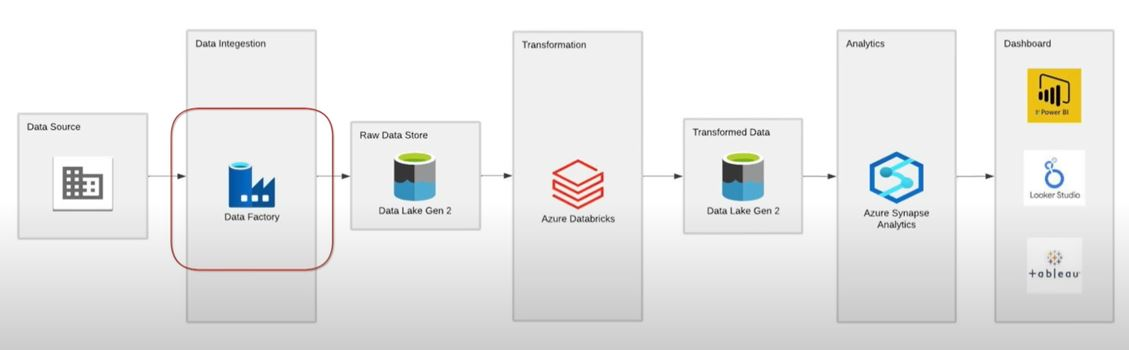 Data Source
Data Integestion
Data Factory
Raw Data Store
Data Lake Gen 2
Transformation
Azure Databricks
Transformed Data
Data Lake Gen 2
Analytics
Azure Synapse
Analytics
Dashboard
Power BI
Looker Studio
+ableau